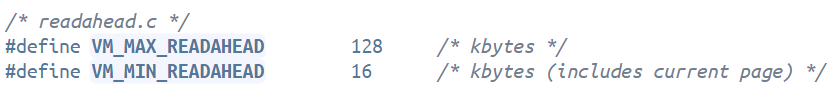 /* readahead.c */
#define VM_MAX_READAHEAD 128 /* kbytes */
#define VM_MIN_READAHEAD 16 /* kbytes (includes current page) */